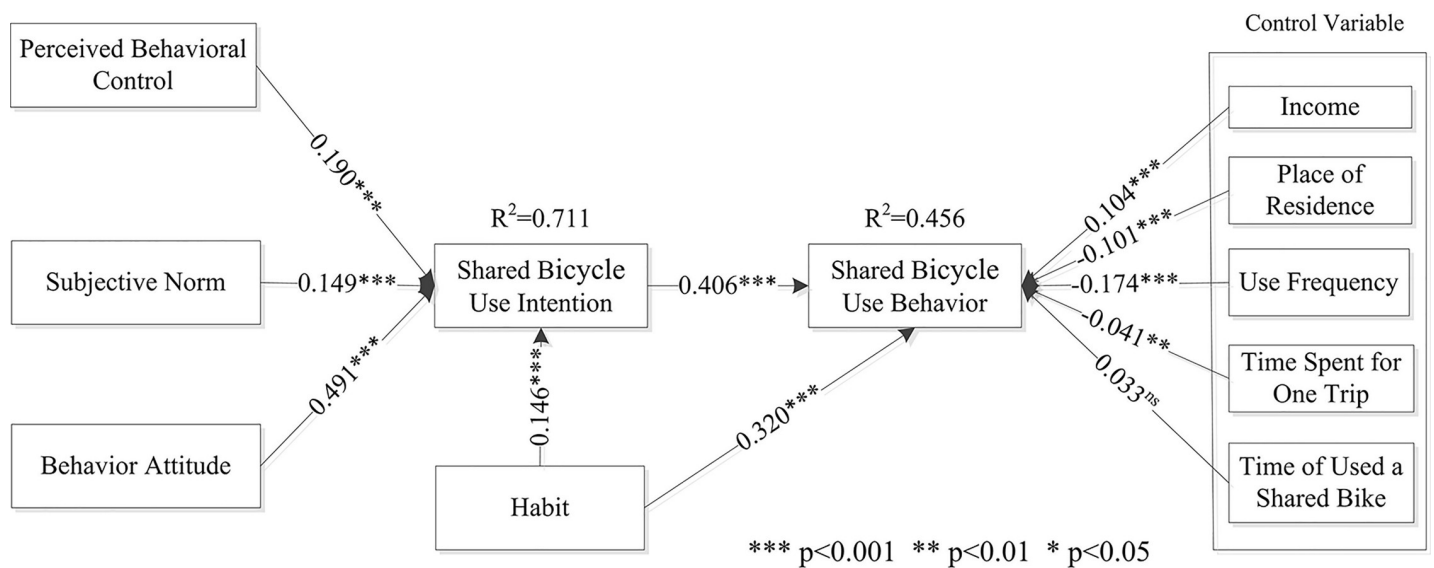 Control Variable
Perceived Behavioral
Control
Income
0.190***
0.104***
Place of
Residence
R²=0.711
R²=0.456
-0.101***
Subjective Norm
0.149***
Shared Bicycle
Use Intention
0.406***
Shared Bicycle
Use Behavior
-0.174***
Use Frequency
-0.041**
Time Spent for
One Trip
0.491***
0.146***
0.320***
0.033ns
Behavior Attitude
Habit
Time of Used a
Shared Bike
*** p<0.001 ** p<0.01 * p<0.05